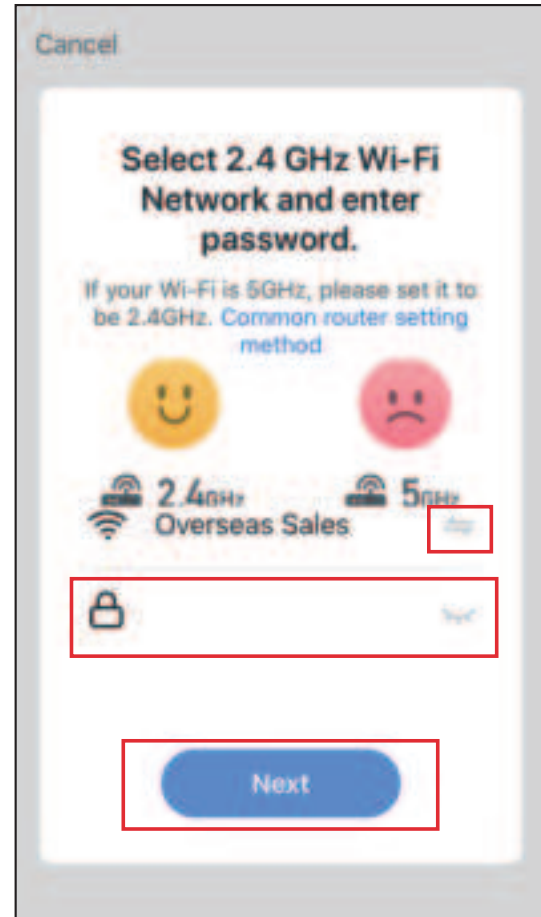 Cancel
Select 2.4 GHz Wi-Fi
Network and enter
password.
If your Wi-Fi is 5GHz, please set it to
be 2.4GHz. Common router setting
method
2.4GHz 5GHz
Overseas Sales
Next